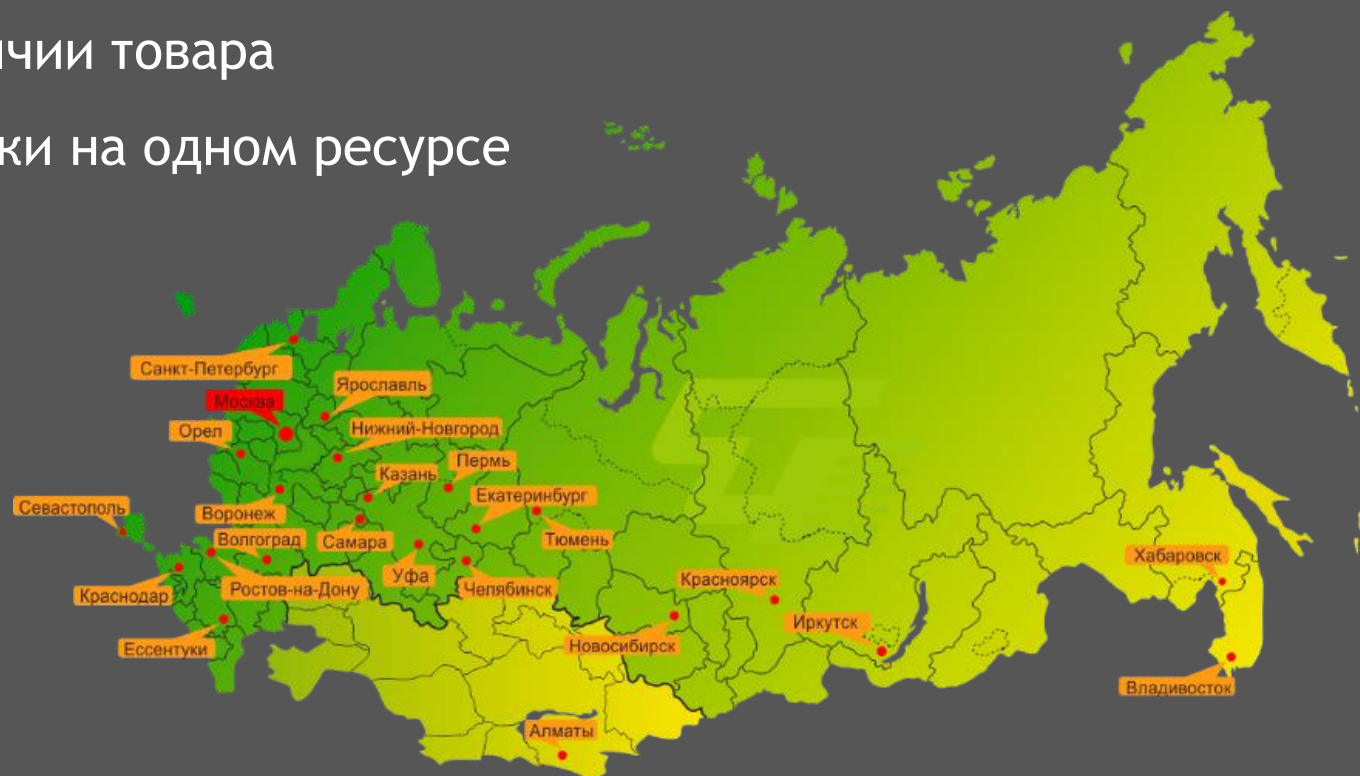 чии товара
ки на одном ресурсе
Санкт-Петербург
Ярославль
Москва
Орел
Нижний-Новгород
Казань
Пермь
Екатеринбург
Севастополь
Воронеж
Волгоград
Самара
Тюмень
Хабаровск
Уфа
Красноярск
Краснодар
Ростов-на-Дону
Челябинск
Иркутск
Ессентуки
Новосибирск
Владивосток
Алматы